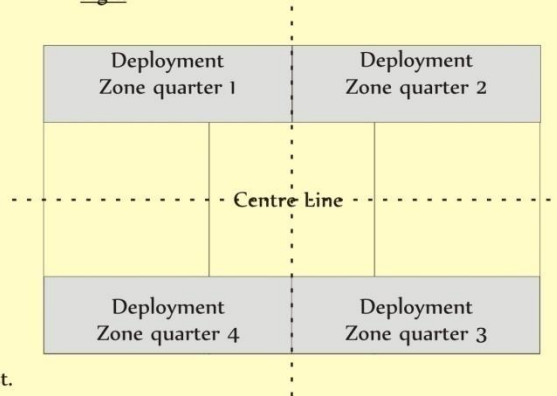 Deployment
Zone quarter 1
Deployment
Zone quarter 2
Centre Line
Deployment
Zone quarter 4
Deployment
Zone quarter 3
t.